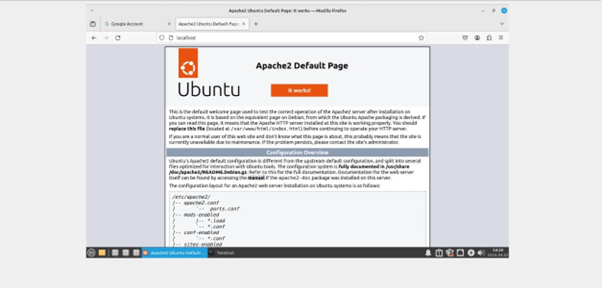 Apache2 Ubuntu Default Page: It works — Mozilla Firefox
Google Account
Apache2 Ubuntu Default Page:
localhost
Ubuntu
Apache2 Default Page
It works!
This is the default welcome page used to test the correct operation of the Apache2 server after installation on
Ubuntu systems. It is based on the equivalent page on Debian, from which the Ubuntu Apache packaging is derived. If
you can read this page, it means that the Apache HTTP server installed at this site is working properly. You should
replace this file (located at /var/www/html/index.html) before continuing to operate your HTTP server.
If you are a normal user of this web site and don't know what this page is about, this probably means that the site is
currently unavailable due to maintenance. If the problem persists, please contact the site's administrator.
Configuration Overview
Ubuntu's Apache2 default configuration is different from the upstream default configuration, and split into several
files optimized for interaction with Ubuntu tools. The configuration system is fully documented in /usr/share
/doc/apache2/README.Debian.gz. Refer to this for the full documentation. Documentation for the web server
itself can be found by accessing the manual if the apache2-doc package was installed on this server.
The configuration layout for an Apache2 web server installation on Ubuntu systems is as follows:
/etc/apache2/
|-- apache2.conf
| `-- ports.conf
|-- mods-enabled
| |-- *.load
| `-- *.conf
|-- conf-enabled
| `-- *.conf
|-- sites-enabled
Apache2 Ubuntu Default ...
Terminal